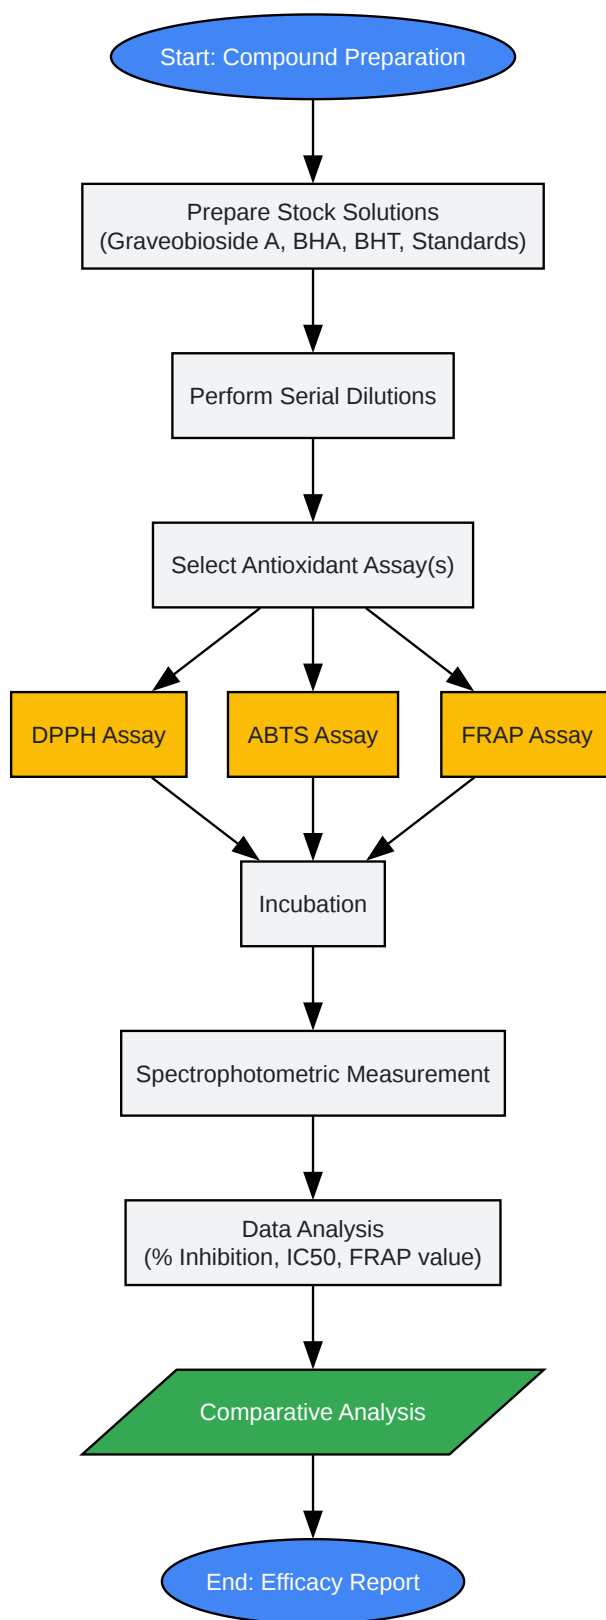 Start: Compound Preparation
Prepare Stock Solutions
(Graveobioside A, BHA, BHT, Standards)
Perform Serial Dilutions
Select Antioxidant Assay(s)
DPPH Assay
ABTS Assay
FRAP Assay
Incubation
Spectrophotometric Measurement
Data Analysis
(% Inhibition, IC50, FRAP value)
Comparative Analysis
End: Efficacy Report